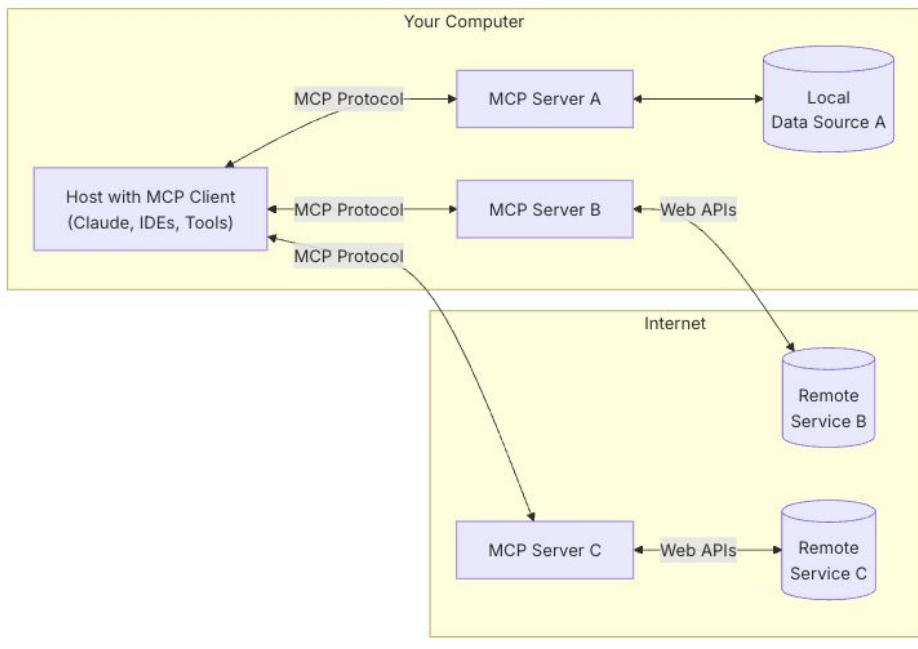 Your Computer
MCP Protocol
MCP Server A
Local
Data Source A
Host with MCP Client
(Claude, IDEs, Tools)
MCP Protocol
MCP Server B
Web APIs
MCP Protocol
Internet
Remote
Service B
MCP Server C
Web APIs
Remote
Service C